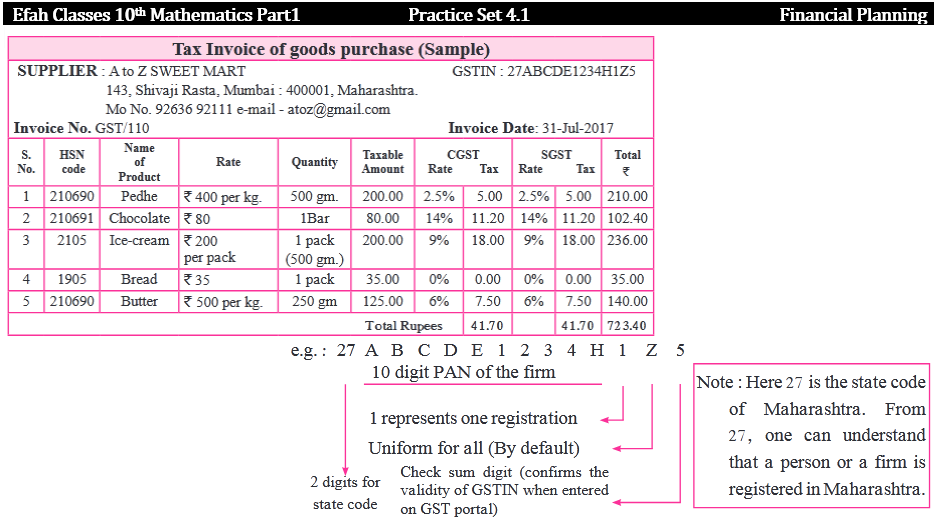 Efah Classes 10th Mathematics Part1 Practice Set 4.1 Financial Planning
Tax Invoice of goods purchase (Sample)
SUPPLIER : A to Z SWEET MART GSTIN : 27ABCDE1234H1Z5
143, Shivaji Rasta, Mumbai : 400001, Maharashtra.
Mo No. 92636 92111 e-mail - atoz@gmail.com
Invoice No. GST/110 Invoice Date: 31-Jul-2017
S. No. HSN code Name of Product Rate Quantity Taxable Amount CGST Rate Tax SGST Rate Tax Total ₹
1 210690 Pedhe ₹ 400 per kg. 500 gm. 200.00 2.5% 5.00 2.5% 5.00 210.00
2 210691 Chocolate ₹ 80 1Bar 80.00 14% 11.20 14% 11.20 102.40
3 2105 Ice-cream ₹ 200 per pack 1 pack (500 gm.) 200.00 9% 18.00 9% 18.00 236.00
4 1905 Bread ₹ 35 1 pack 35.00 0% 0.00 0% 0.00 35.00
5 210690 Butter ₹ 500 per kg. 250 gm 125.00 6% 7.50 6% 7.50 140.00
Total Rupees 41.70 41.70 723.40
e.g. : 27 A B C D E 1 2 3 4 H 1 Z 5
10 digit PAN of the firm
1 represents one registration
Uniform for all (By default)
2 digits for
state code
Check sum digit (confirms the
validity of GSTIN when entered
on GST portal)
Note : Here 27 is the state code
of Maharashtra. From
27, one can understand
that a person or a firm is
registered in Maharashtra.